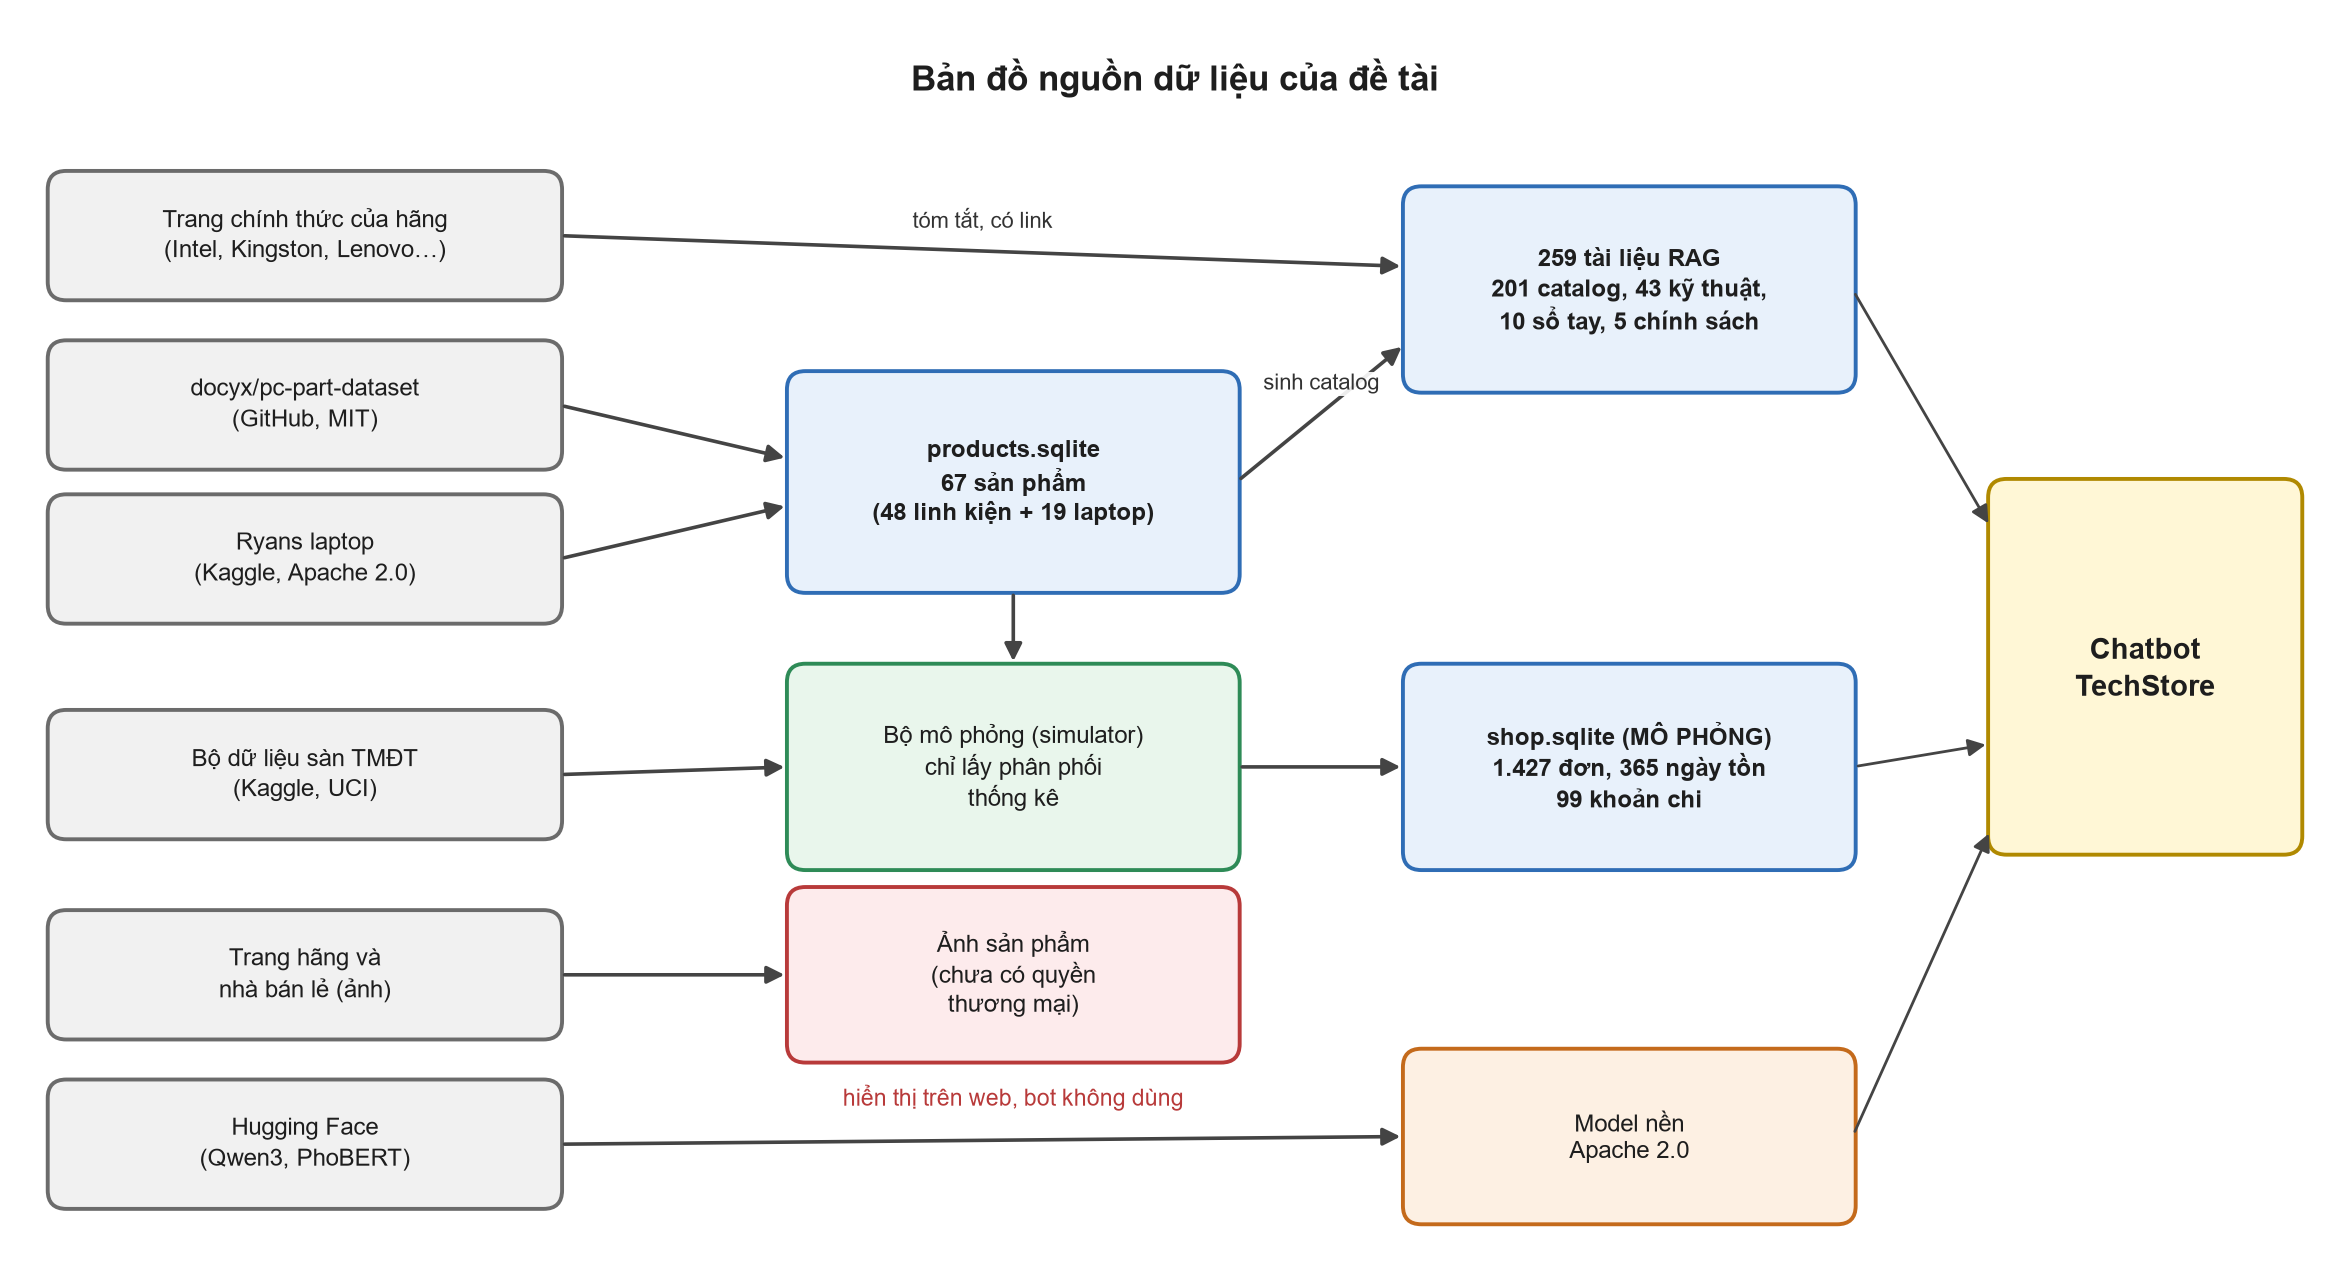 Bản đồ nguồn dữ liệu của đề tài
Trang chính thức của hãng
(Intel, Kingston, Lenovo…)
tóm tắt, có link
259 tài liệu RAG
201 catalog, 43 kỹ thuật,
10 sổ tay, 5 chính sách
docyx/pc-part-dataset
(GitHub, MIT)
sinh catalog
products.sqlite
67 sản phẩm
(48 linh kiện + 19 laptop)
Ryans laptop
(Kaggle, Apache 2.0)
Chatbot
TechStore
Bộ dữ liệu sàn TMĐT
(Kaggle, UCI)
Bộ mô phỏng (simulator)
chỉ lấy phân phối
thống kê
shop.sqlite (MÔ PHỎNG)
1.427 đơn, 365 ngày tồn
99 khoản chi
Trang hãng và
nhà bán lẻ (ảnh)
Ảnh sản phẩm
(chưa có quyền
thương mại)
hiển thị trên web, bot không dùng
Hugging Face
(Qwen3, PhoBERT)
Model nền
Apache 2.0